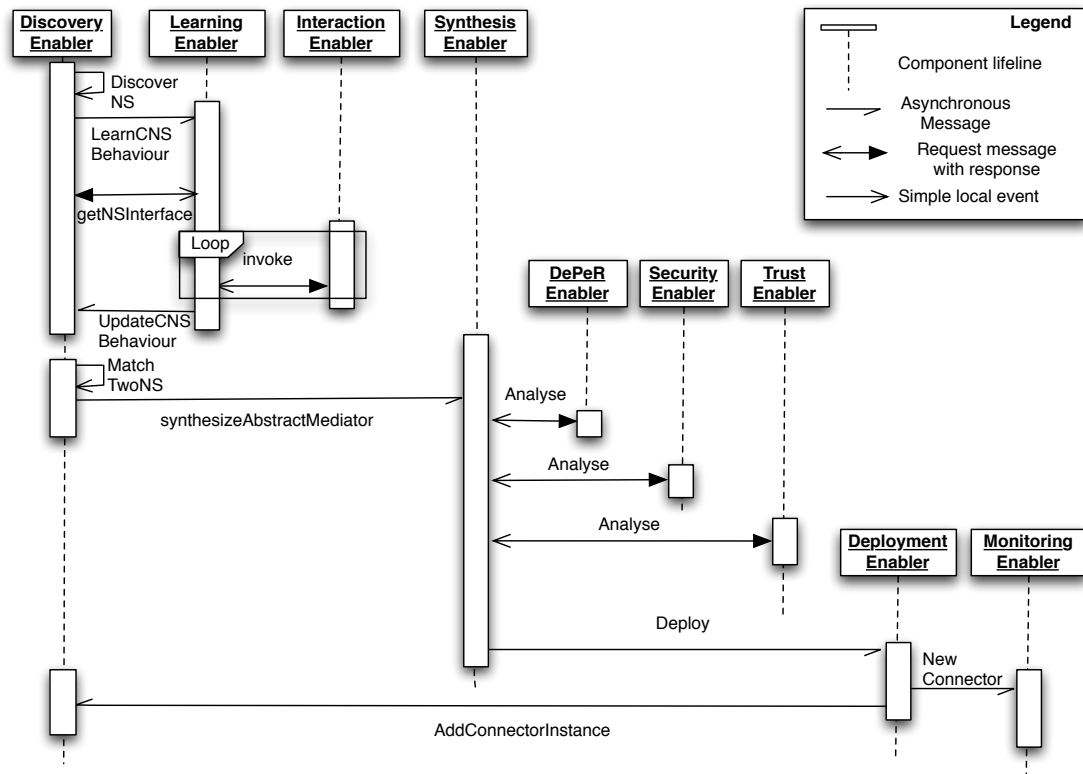 Discovery
Enabler
Learning
Enabler
Interaction
Enabler
Synthesis
Enabler
Legend
Component lifeline
Asynchronous
Message
Request message
with response
Simple local event
Discover
NS
LearnCNS
Behaviour
getNSInterface
Loop
invoke
UpdateCNS
Behaviour
DePeR
Enabler
Security
Enabler
Trust
Enabler
Match
TwoNS
synthesizeAbstractMediator
Analyse
Analyse
Analyse
Deployment
Enabler
Monitoring
Enabler
Deploy
New
Connector
AddConnectorInstance